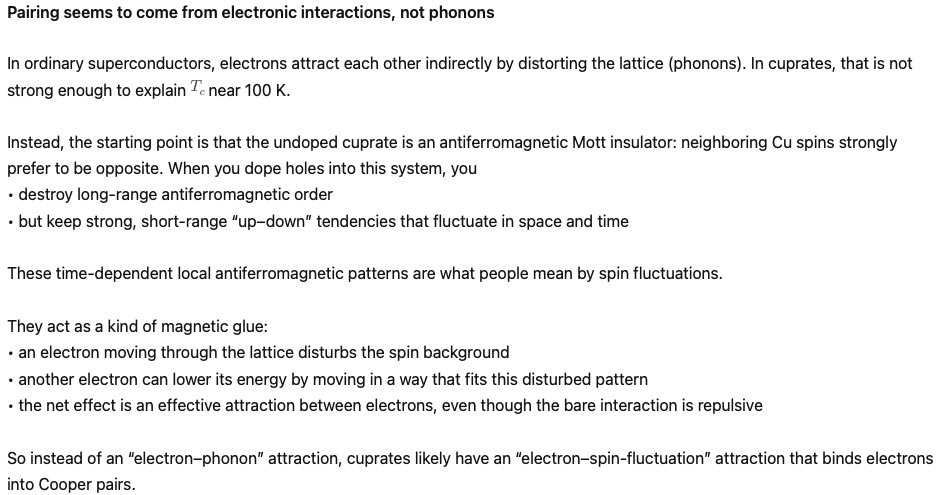 Pairing seems to come from electronic interactions, not phonons
In ordinary superconductors, electrons attract each other indirectly by distorting the lattice (phonons). In cuprates, that is not
strong enough to explain T_c near 100 K.
Instead, the starting point is that the undoped cuprate is an antiferromagnetic Mott insulator: neighboring Cu spins strongly
prefer to be opposite. When you dope holes into this system, you
• destroy long-range antiferromagnetic order
• but keep strong, short-range “up–down” tendencies that fluctuate in space and time
These time-dependent local antiferromagnetic patterns are what people mean by spin fluctuations.
They act as a kind of magnetic glue:
• an electron moving through the lattice disturbs the spin background
• another electron can lower its energy by moving in a way that fits this disturbed pattern
• the net effect is an effective attraction between electrons, even though the bare interaction is repulsive
So instead of an “electron–phonon” attraction, cuprates likely have an “electron–spin-fluctuation” attraction that binds electrons
into Cooper pairs.